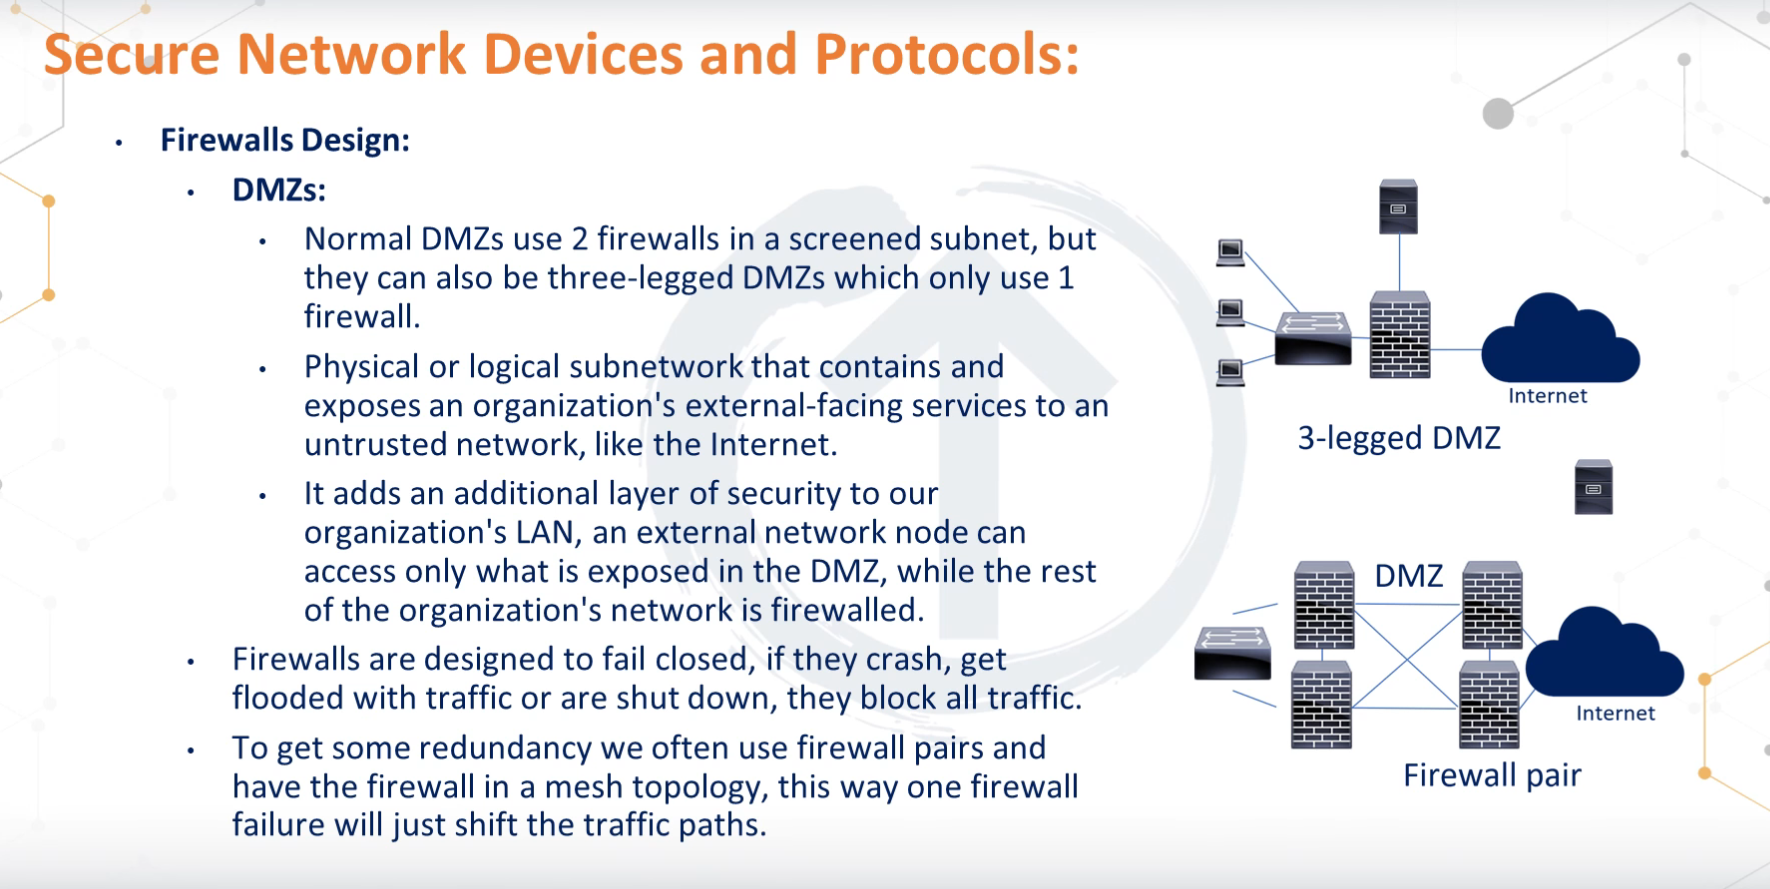 Secure Network Devices and Protocols:
• Firewalls Design:
• DMZs:
• Normal DMZs use 2 firewalls in a screened subnet, but
they can also be three-legged DMZs which only use 1
firewall.
• Physical or logical subnetwork that contains and
exposes an organization's external-facing services to an
untrusted network, like the Internet.
• It adds an additional layer of security to our
organization's LAN, an external network node can
access only what is exposed in the DMZ, while the rest
of the organization's network is firewalled.
• Firewalls are designed to fail closed, if they crash, get
flooded with traffic or are shut down, they block all traffic.
• To get some redundancy we often use firewall pairs and
have the firewall in a mesh topology, this way one firewall
failure will just shift the traffic paths.
Internet
3-legged DMZ
DMZ
Internet
Firewall pair